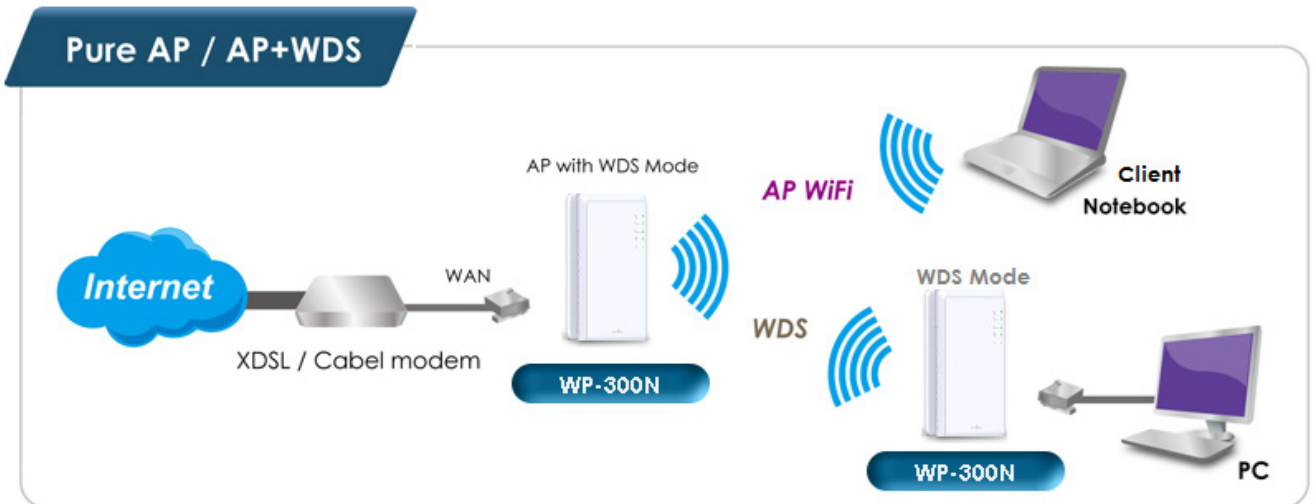 Pure AP / AP+WDS
AP with WDS Mode
AP WiFi
Client
Notebook
Internet
WAN
XDSL / Cabel modem
WP-300N
WDS
WDS Mode
WP-300N
PC